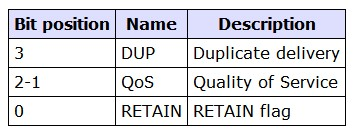 Bit position Name Description
3 DUP Duplicate delivery
2-1 QoS Quality of Service
0 RETAIN RETAIN flag